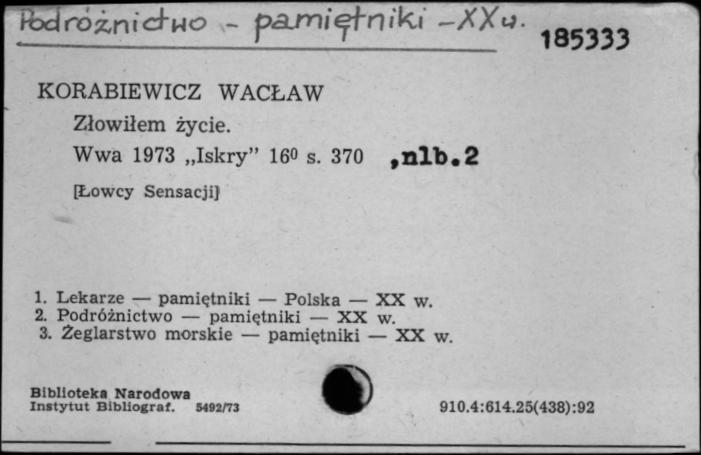 Podróżnictwo - pamiętniki - XX w.
185333
KORABIEWICZ WACŁAW
Złowiłem życie.
Wwa 1973 „Iskry” 16⁰ s. 370 ,nlb.2
[Łowcy Sensacji]
1. Lekarze — pamiętniki — Polska — XX w.
2. Podróżnictwo — pamiętniki — XX w.
3. Żeglarstwo morskie — pamiętniki — XX w.
Biblioteka Narodowa
Instytut Bibliograf. 5492/73
910.4:614.25(438):92